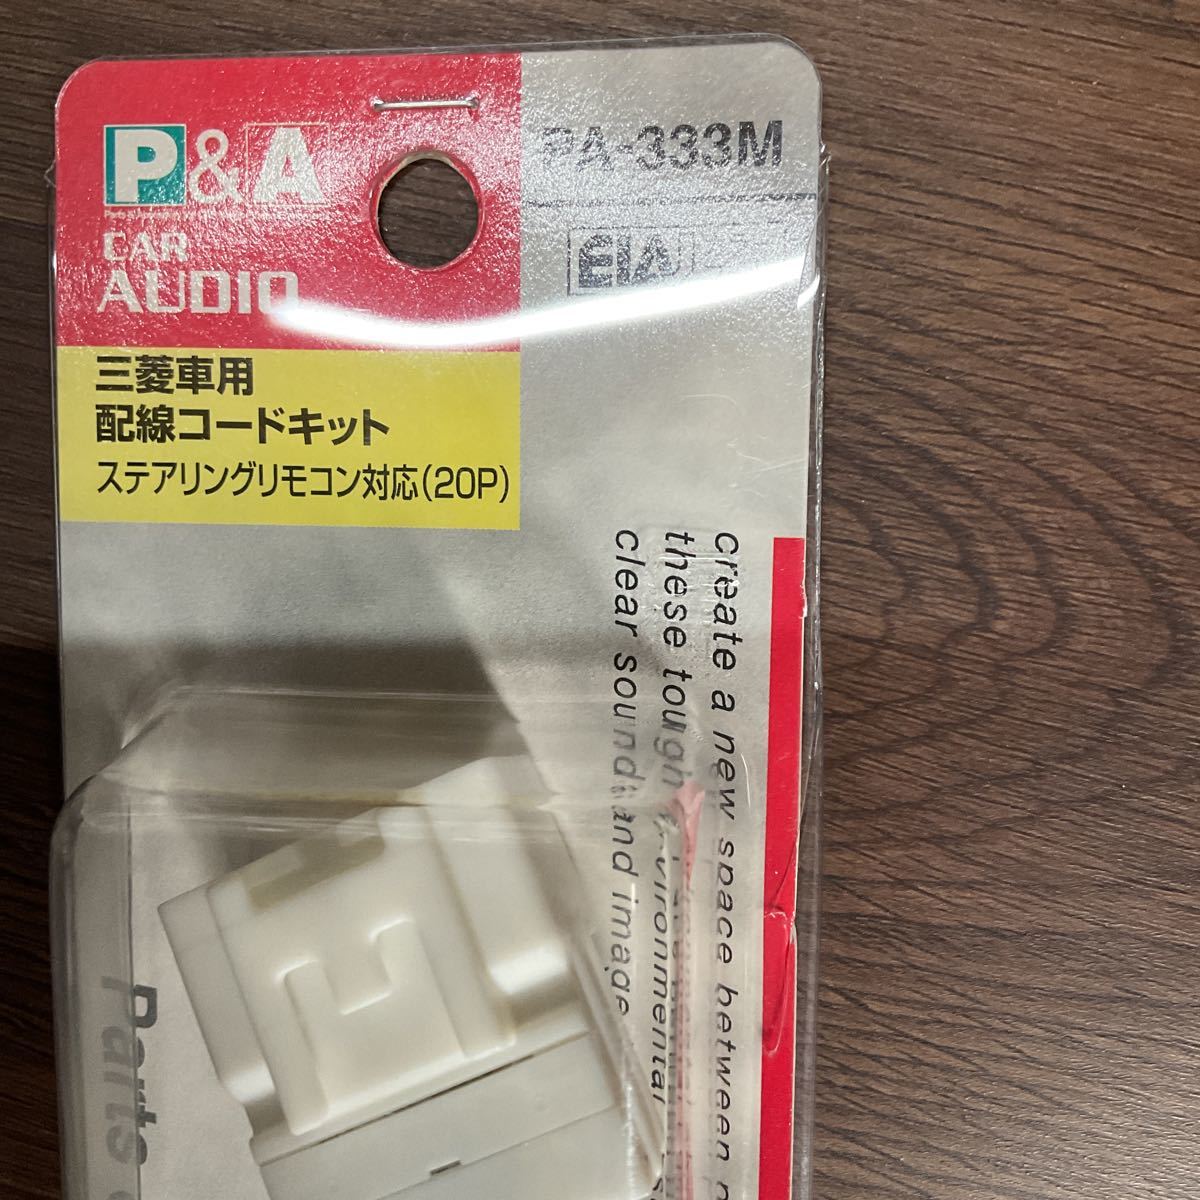 P&A
PA-333M
CAR
AUDIO
EIA
三菱車用
配線コードキット
ステアリングリモコン対応(20P)
create a new space between
these tough environmental
clear sound and image
Parts